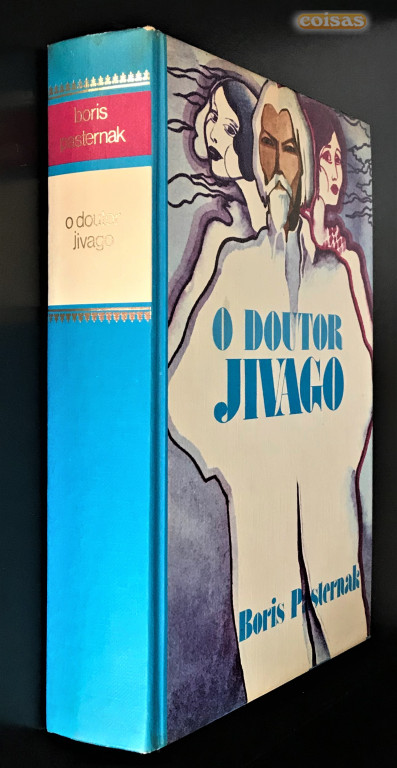 coisas
boris
pasternak
o doutor
jivago
O DOUTOR
JIVAGO
Boris Pasternak